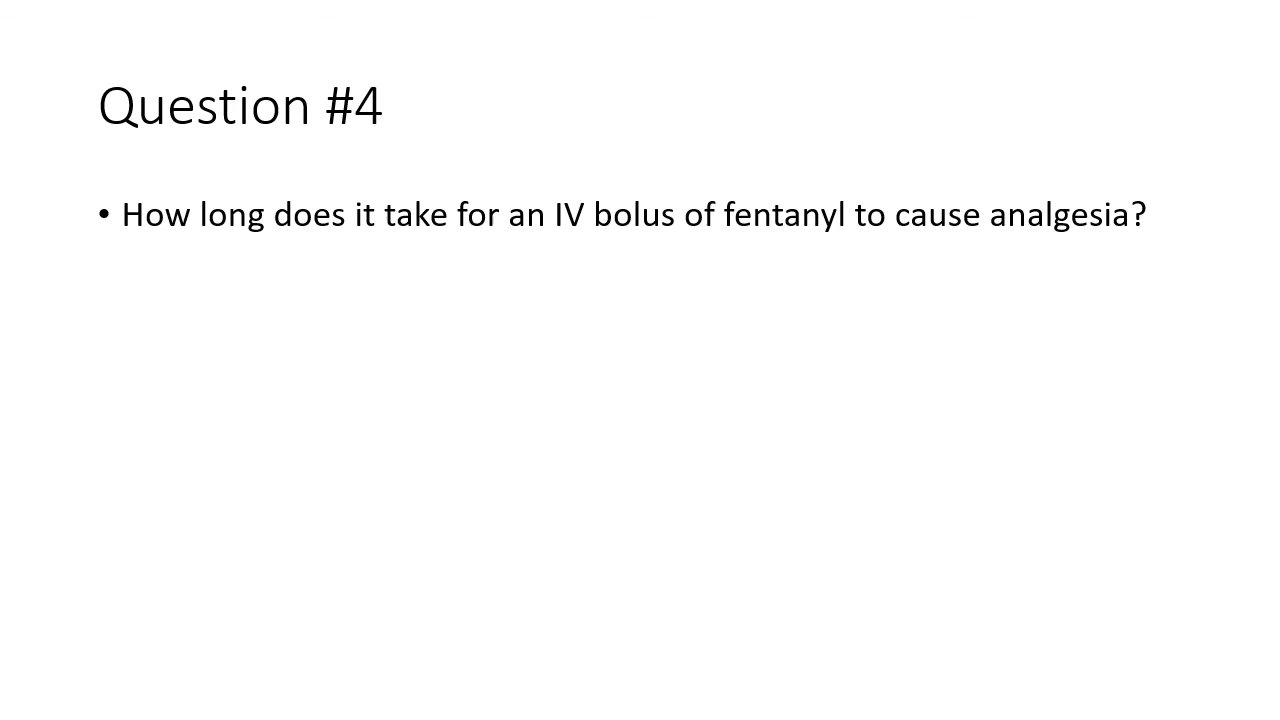 Question #4
• How long does it take for an IV bolus of fentanyl to cause analgesia?